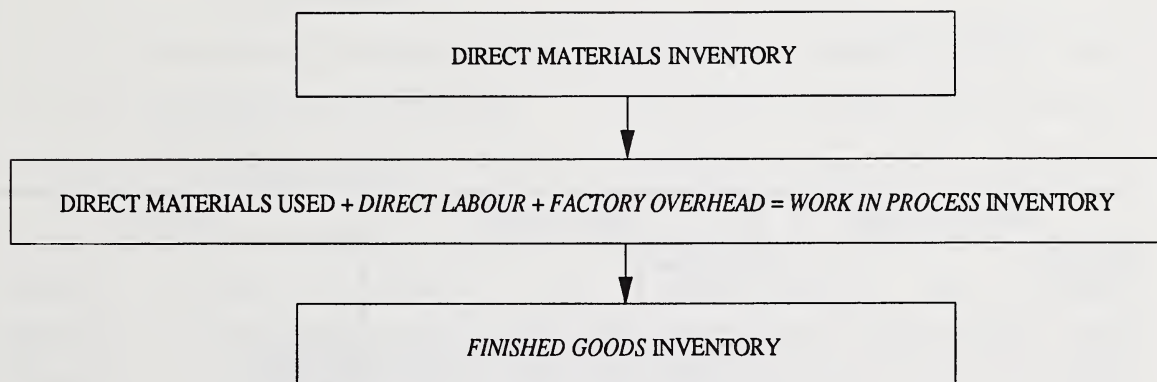 DIRECT MATERIALS INVENTORY
DIRECT MATERIALS USED + DIRECT LABOUR + FACTORY OVERHEAD = WORK IN PROCESS INVENTORY
FINISHED GOODS INVENTORY